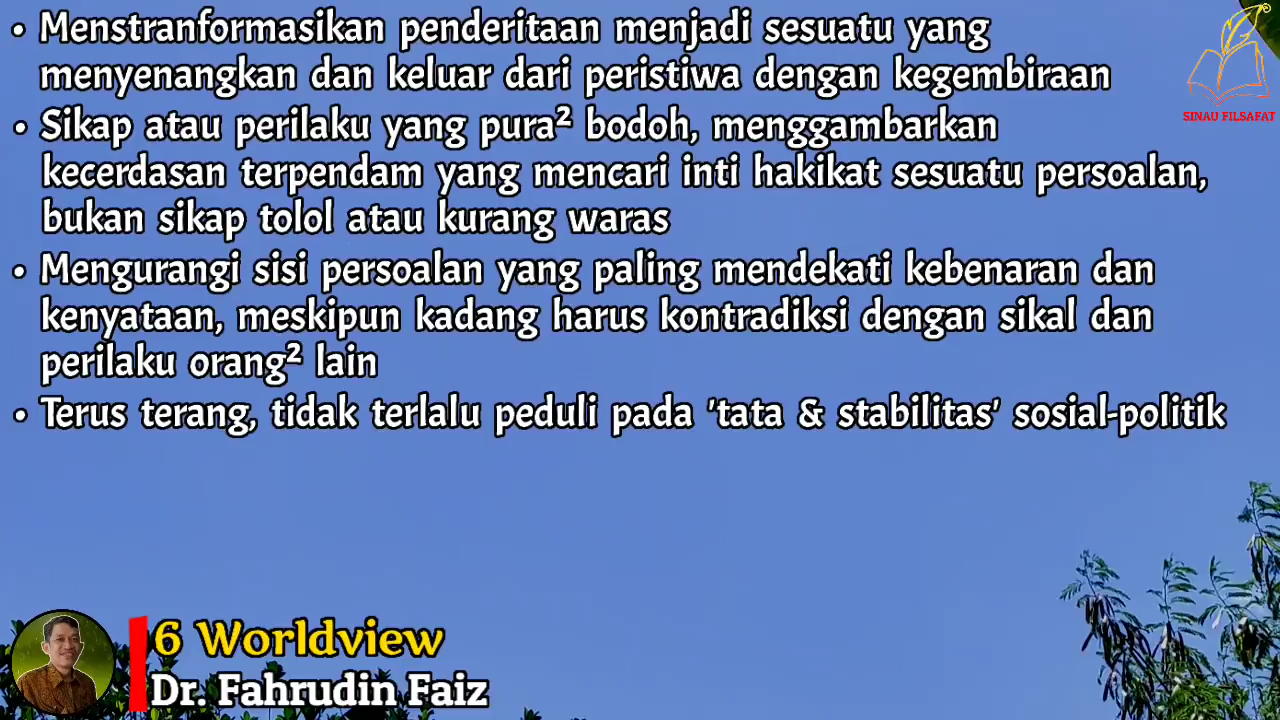 • Menstranformasikan penderitaan menjadi sesuatu yang
menyenangkan dan keluar dari peristiwa dengan kegembiraan
• Sikap atau perilaku yang pura² bodoh, menggambarkan
kecerdasan terpendam yang mencari inti hakikat sesuatu persoalan,
bukan sikap tolol atau kurang waras
• Mengurangi sisi persoalan yang paling mendekati kebenaran dan
kenyataan, meskipun kadang harus kontradiksi dengan sikal dan
perilaku orang² lain
• Terus terang, tidak terlalu peduli pada 'tata & stabilitas' sosial-politik
SINAU FILSAFAT
6 Worldview
Dr. Fahrudin Faiz